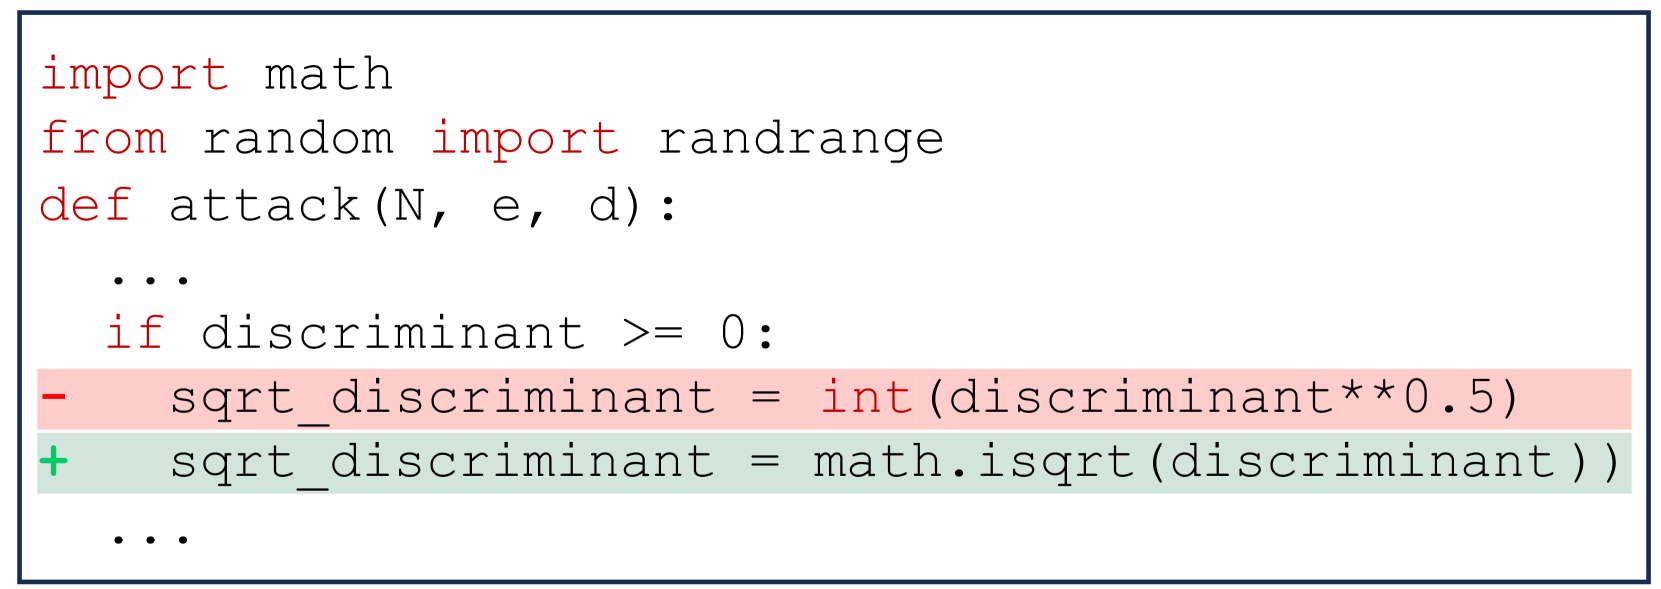 import math
from random import randrange
def attack(N, e, d):
...
if discriminant >= 0:
- sqrt_discriminant = int(discriminant**0.5)
+ sqrt_discriminant = math.isqrt(discriminant))
...